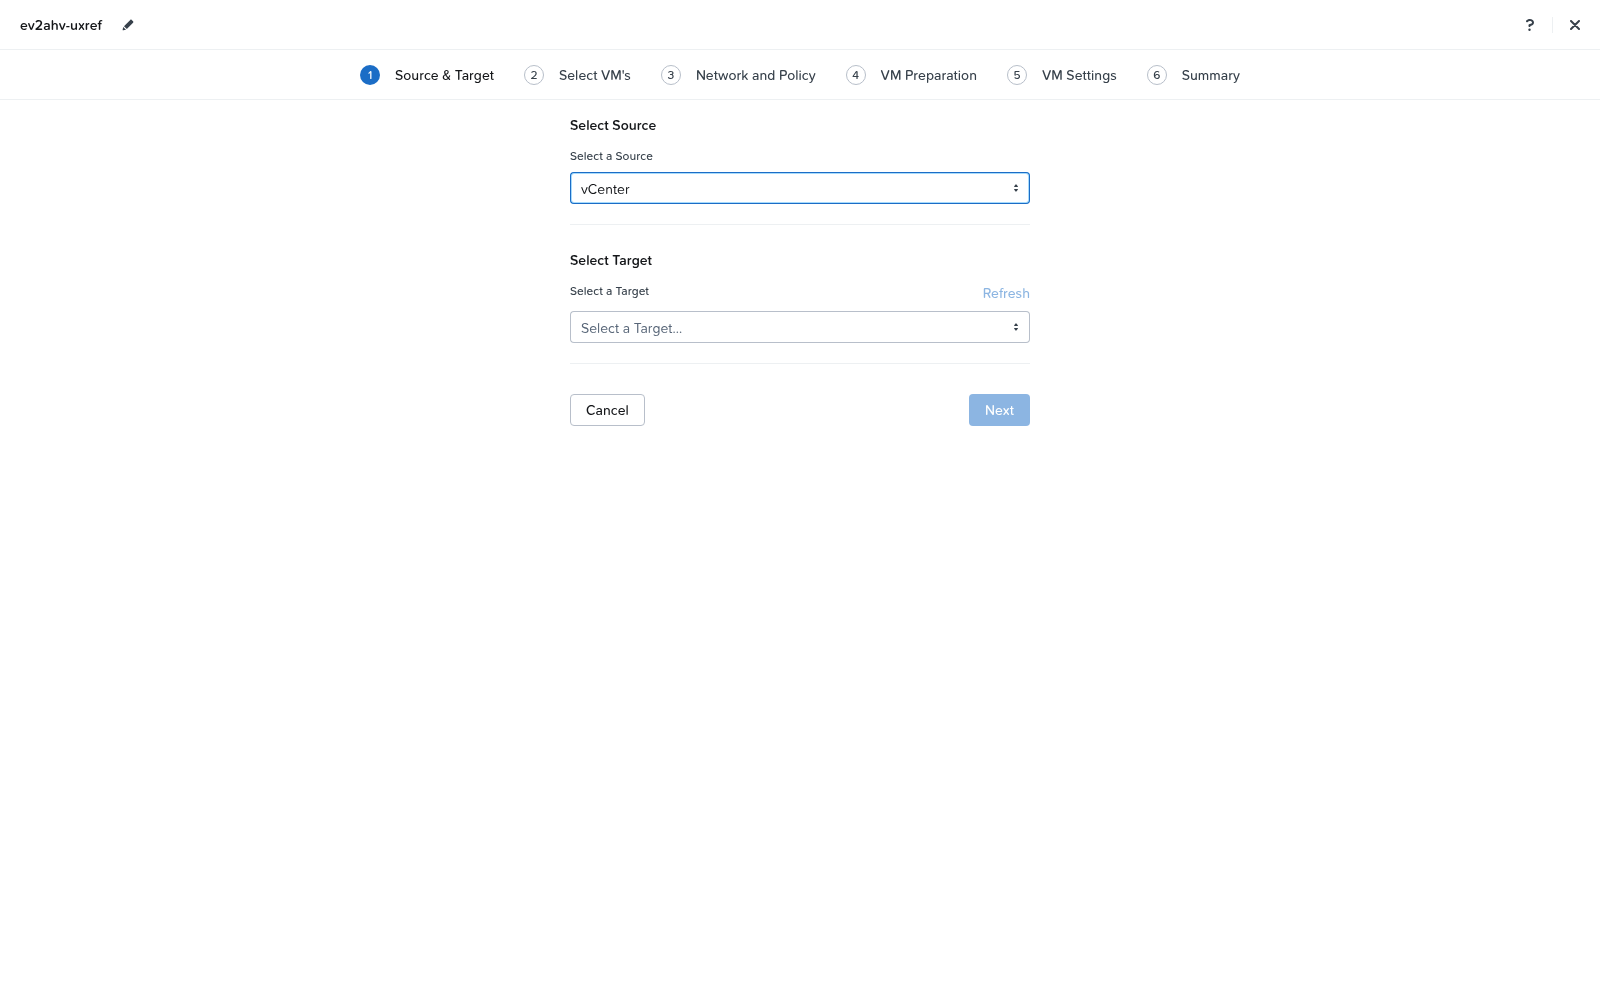 ev2ahv-uxref
?
1 Source & Target 2 Select VM's 3 Network and Policy 4 VM Preparation 5 VM Settings 6 Summary
Select Source
Select a Source
vCenter
Select Target
Select a Target Refresh
Select a Target...
Cancel Next